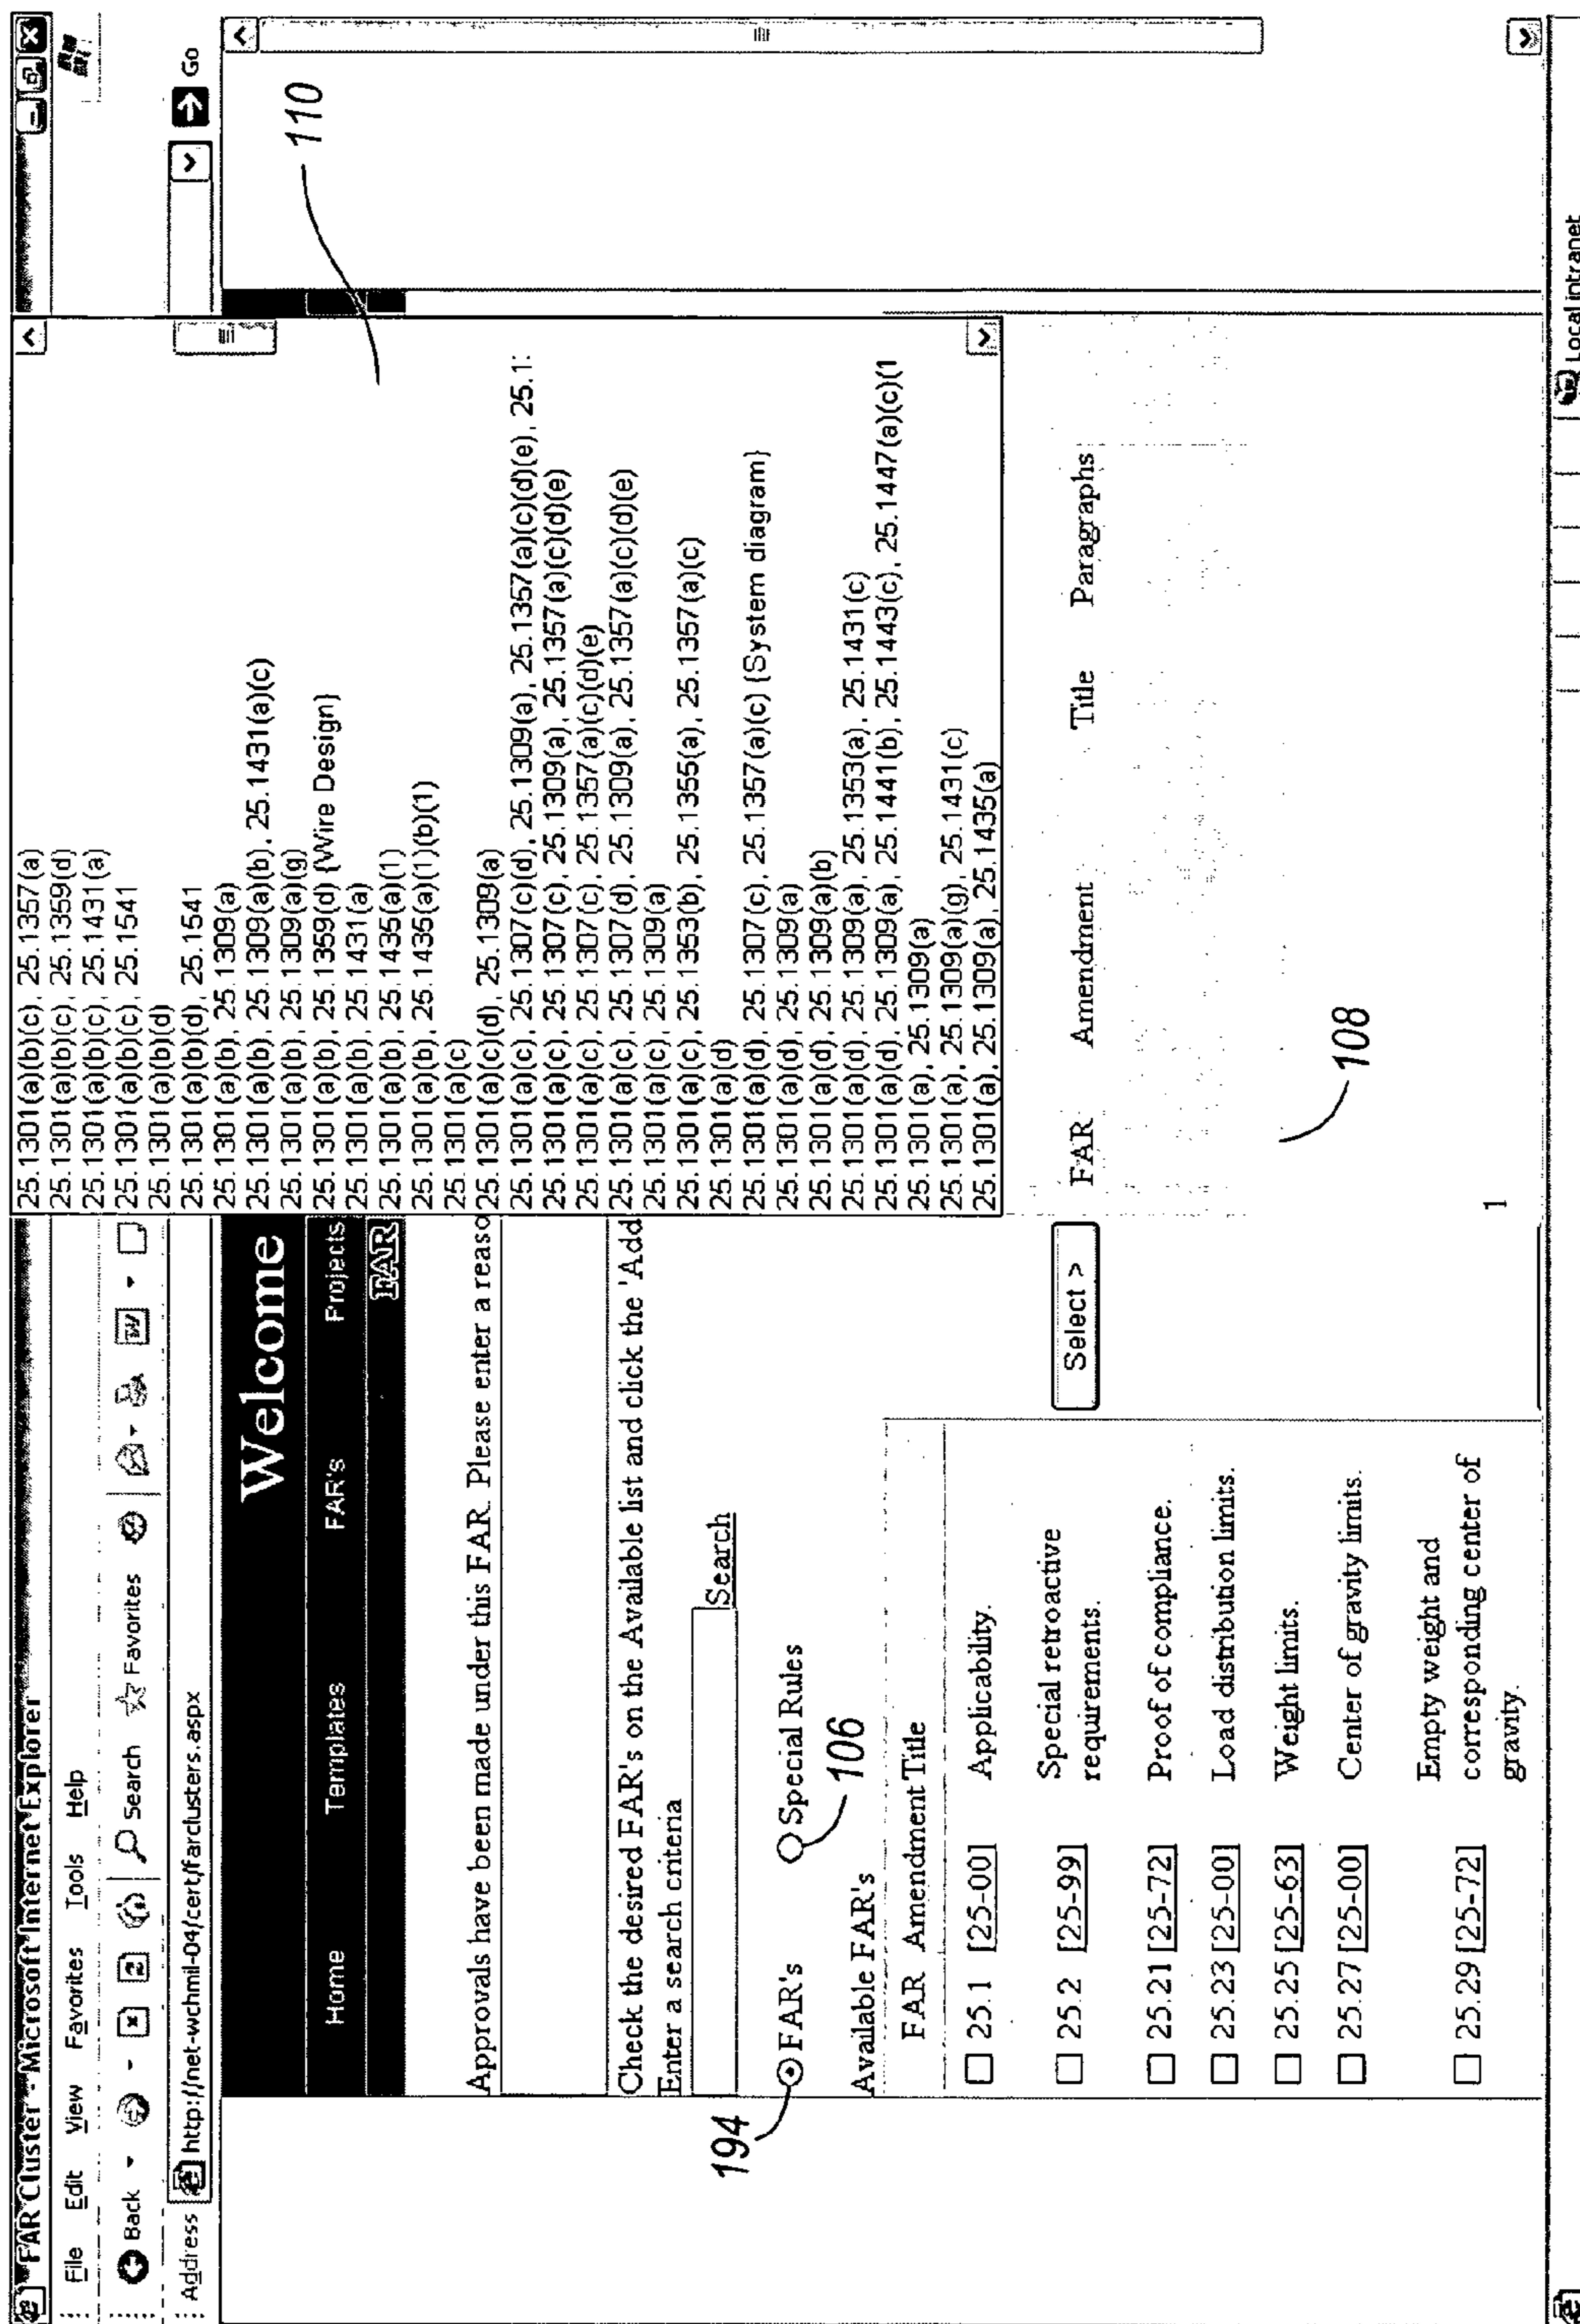 FAR Cluster - Microsoft Internet Explorer
File Edit View Favorites Tools Help
Back Search Favorites
Address http://net-wchmil-04/cert/farclusters.aspx
Go
Welcome
Home Templates FAR's Projects
FAR
Approvals have been made under this FAR. Please enter a reaso
Check the desired FAR's on the Available list and click the 'Add
Enter a search criteria
Search
194
FAR's Special Rules
106
Available FAR's
FAR Amendment Title
25.1 [25-00] Applicability.
25.2 [25-99] Special retroactive
requirements.
25.21 [25-72] Proof of compliance.
25.23 [25-00] Load distribution limits.
25.25 [25-63] Weight limits.
25.27 [25-00] Center of gravity limits.
25.29 [25-72] Empty weight and
corresponding center of
gravity.
Select >
25.1301(a)(b)(c), 25.1357(a)
25.1301(a)(b)(c), 25.1359(d)
25.1301(a)(b)(c), 25.1431(a)
25.1301(a)(b)(c), 25.1541
25.1301(a)(b)(d)
25.1301(a)(b)(d), 25.1541
25.1301(a)(b), 25.1309(a)
25.1301(a)(b), 25.1309(a)(b), 25.1431(a)(c)
25.1301(a)(b), 25.1309(a)(g)
25.1301(a)(b), 25.1359(d) {Wire Design}
25.1301(a)(b), 25.1431(a)
25.1301(a)(b), 25.1435(a)(1)
25.1301(a)(b), 25.1435(a)(1)(b)(1)
25.1301(a)(c)
25.1301(a)(c)(d), 25.1309(a)
25.1301(a)(c), 25.1307(c)(d), 25.1309(a), 25.1357(a)(c)(d)(e), 25.1:
25.1301(a)(c), 25.1307(c), 25.1309(a), 25.1357(a)(c)(d)(e)
25.1301(a)(c), 25.1307(c), 25.1357(a)(c)(d)(e)
25.1301(a)(c), 25.1307(d), 25.1309(a), 25.1357(a)(c)(d)(e)
25.1301(a)(c), 25.1309(a)
25.1301(a)(c), 25.1353(b), 25.1355(a), 25.1357(a)(c)
25.1301(a)(d)
25.1301(a)(d), 25.1307(c), 25.1357(a)(c) {System diagram}
25.1301(a)(d), 25.1309(a)
25.1301(a)(d), 25.1309(a)(b)
25.1301(a)(d), 25.1309(a), 25.1353(a), 25.1431(c)
25.1301(a)(d), 25.1309(a), 25.1441(b), 25.1443(c), 25.1447(a)(c)(1
25.1301(a), 25.1309(a)
25.1301(a), 25.1309(a)(g), 25.1431(c)
25.1301(a), 25.1309(a), 25.1435(a)
110
FAR Amendment Title Paragraphs
108
1
Local intranet